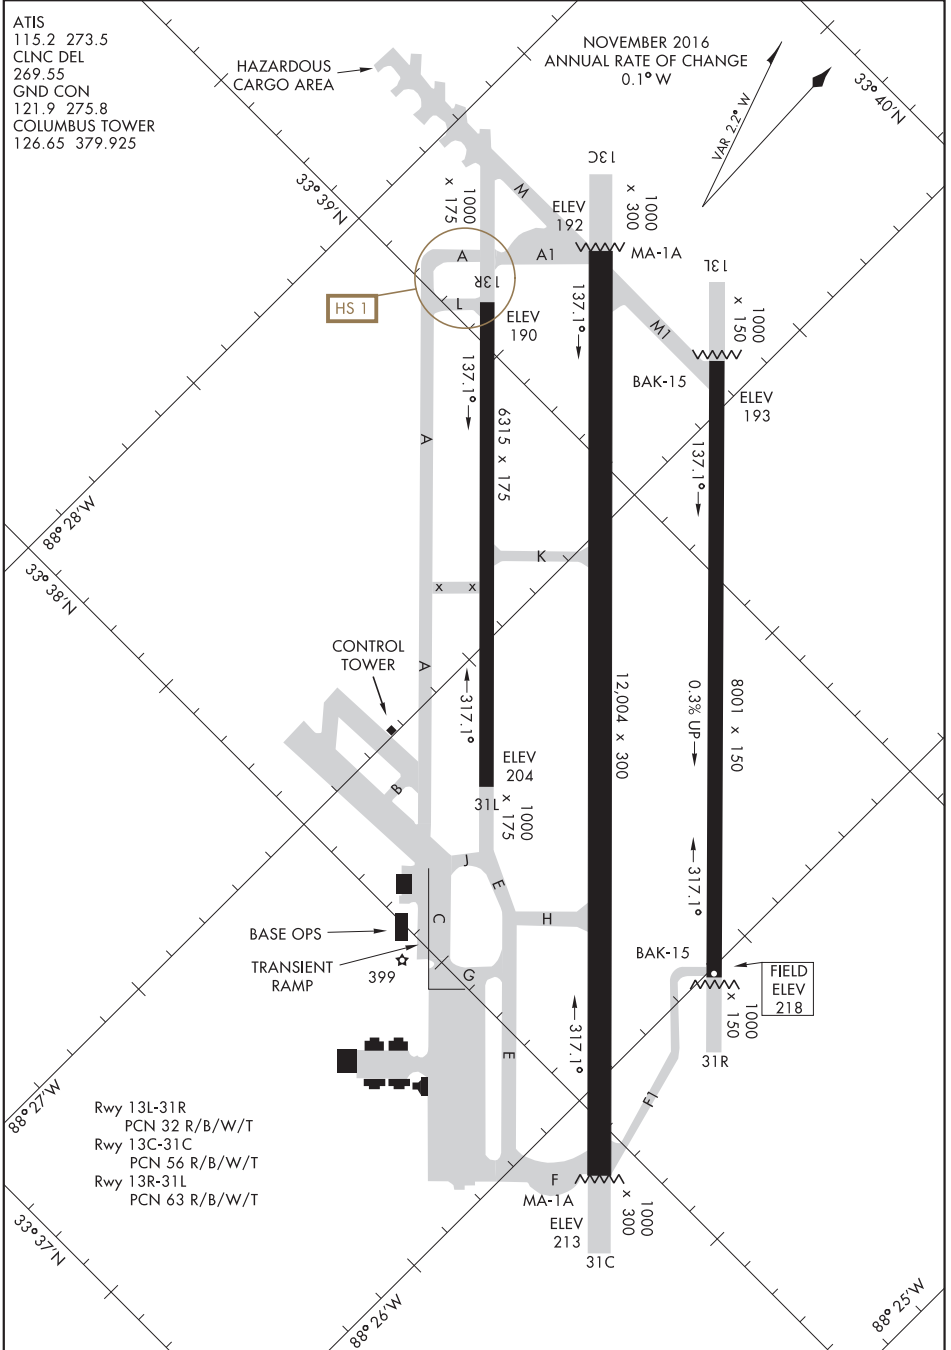 ATIS
115.2 273.5
CLNC DEL
269.55
GND CON
121.9 275.8
COLUMBUS TOWER
126.65 379.925
HAZARDOUS
CARGO AREA
NOVEMBER 2016
ANNUAL RATE OF CHANGE
0.1° W
VAR 2.2° W
33° 40'N
33° 39'N
13C
1000
x 300
ELEV
192
MA-1A
M
1000
x 175
A
A1
13R
HS 1
L
ELEV
190
137.1°
137.1°
M1
13L
1000
x 150
BAK-15
ELEV
193
137.1°
A
6315 x 175
88° 28'W
33° 38'N
K
x x
CONTROL
TOWER
A
317.1°
12,004 x 300
0.3% UP
8001 x 150
ELEV
204
31L
1000
x 175
B
J
E
317.1°
C
H
BASE OPS
TRANSIENT
RAMP
399
G
BAK-15
FIELD
ELEV
218
1000
x 150
31R
317.1°
E
F1
88° 27'W
Rwy 13L-31R
PCN 32 R/B/W/T
Rwy 13C-31C
PCN 56 R/B/W/T
Rwy 13R-31L
PCN 63 R/B/W/T
F
MA-1A
ELEV
213
1000
x 300
31C
33° 37'N
88° 26'W
88° 25'W